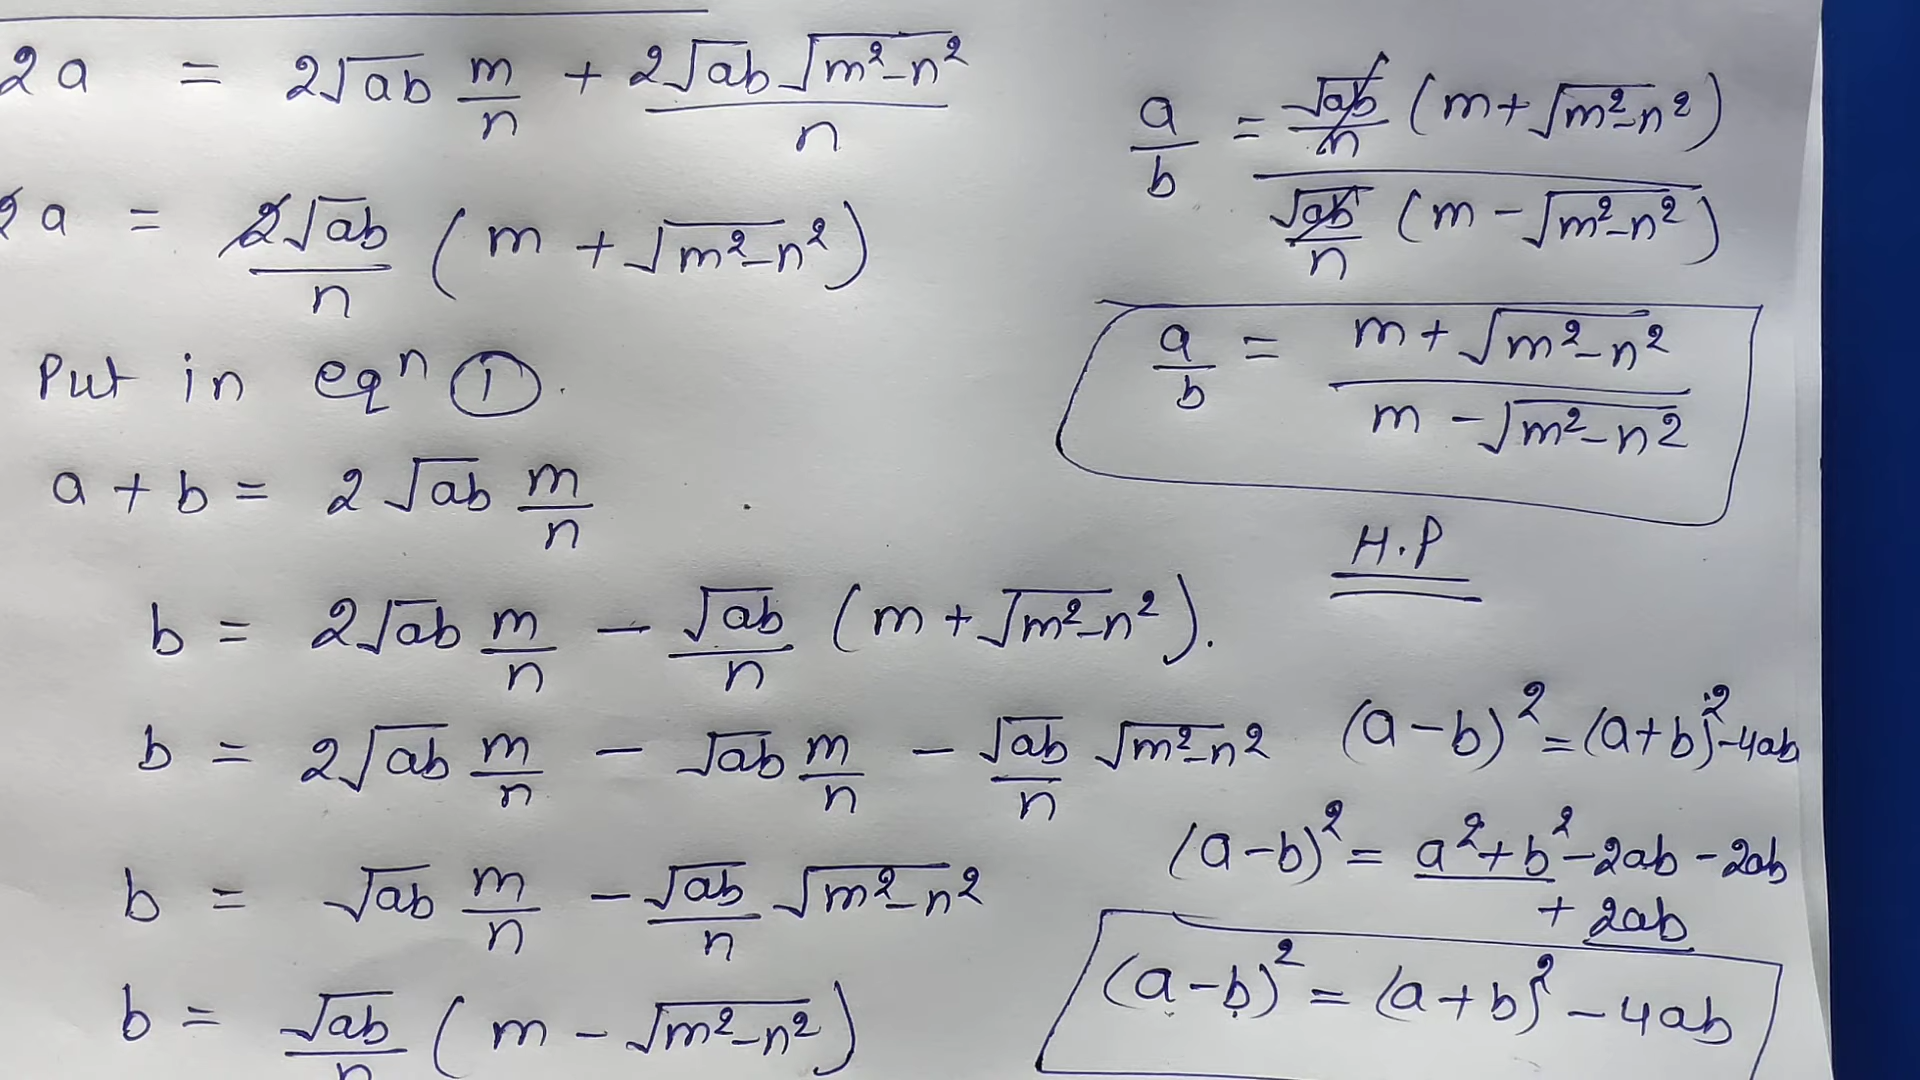 2a = 2√ab m/n + 2√ab √m²-n² / n
2a = 2√ab / n (m + √m²-n²)
Put in eqⁿ ①.
a + b = 2√ab m/n
b = 2√ab m/n - √ab/n (m + √m²-n²).
b = 2√ab m/n - √ab m/n - √ab/n √m²-n²
b = √ab m/n - √ab/n √m²-n²
b = √ab/n (m - √m²-n²)
a/b = √ab/n (m + √m²-n²) / √ab/n (m - √m²-n²)
a/b = m + √m²-n² / m - √m²-n²
H.P
(a-b)² = (a+b)² - 4ab
(a-b)² = a²+b² - 2ab - 2ab
+ 2ab
(a-b)² = (a+b)² - 4ab